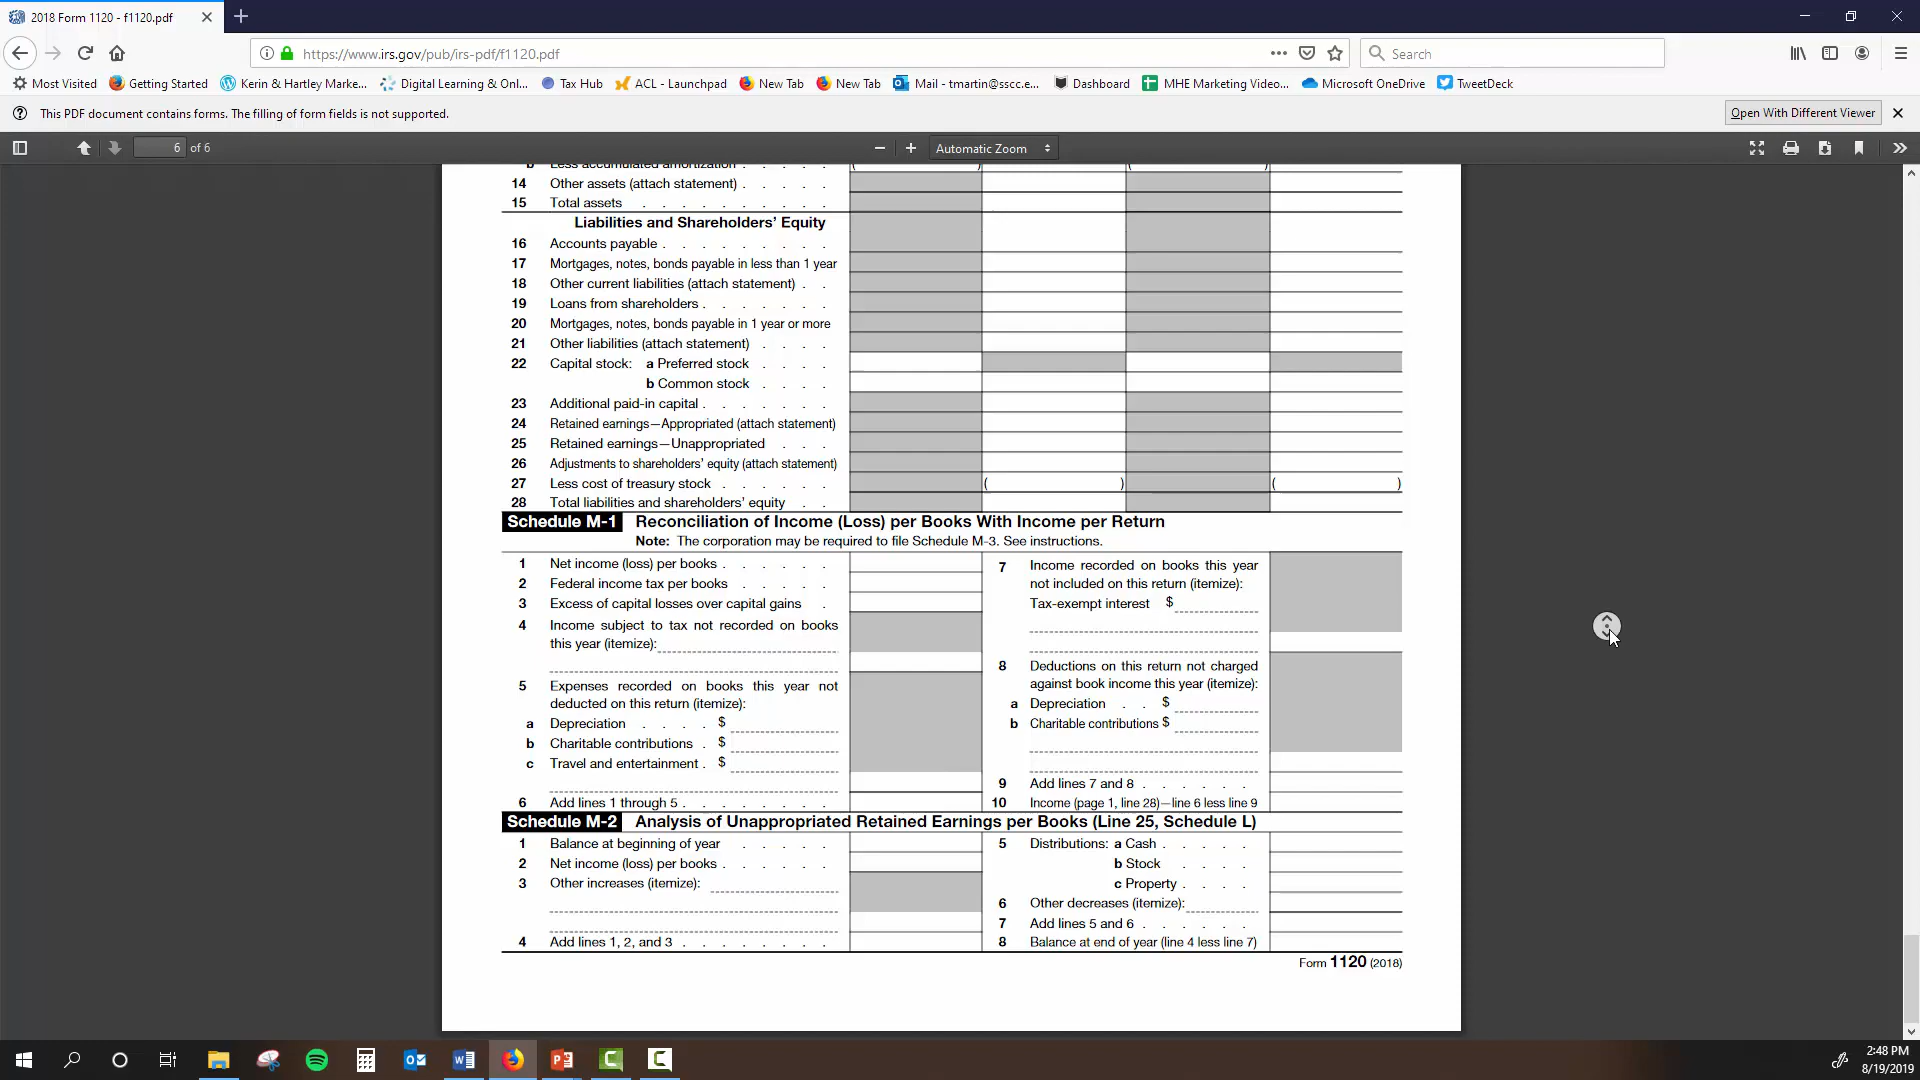 2018 Form 1120 - f1120.pdf
https://www.irs.gov/pub/irs-pdf/f1120.pdf
Search
Most Visited
Getting Started
Kerin & Hartley Marke...
Digital Learning & Onl...
Tax Hub
ACL - Launchpad
New Tab
New Tab
Mail - tmartin@sscc.e...
Dashboard
MHE Marketing Video...
Microsoft OneDrive
TweetDeck
This PDF document contains forms. The filling of form fields is not supported.
Open With Different Viewer
6 of 6
Automatic Zoom
b Less accumulated amortization . . . . . ( ) ( )
14 Other assets (attach statement) . . . . .
15 Total assets . . . . . . . . . .
Liabilities and Shareholders' Equity
16 Accounts payable . . . . . . . . .
17 Mortgages, notes, bonds payable in less than 1 year
18 Other current liabilities (attach statement) . .
19 Loans from shareholders . . . . . . .
20 Mortgages, notes, bonds payable in 1 year or more
21 Other liabilities (attach statement) . . . .
22 Capital stock: a Preferred stock . . . .
b Common stock . . . .
23 Additional paid-in capital . . . . . . .
24 Retained earnings—Appropriated (attach statement)
25 Retained earnings—Unappropriated . . .
26 Adjustments to shareholders' equity (attach statement)
27 Less cost of treasury stock . . . . . . ( ) ( )
28 Total liabilities and shareholders' equity . .
Schedule M-1 Reconciliation of Income (Loss) per Books With Income per Return
Note: The corporation may be required to file Schedule M-3. See instructions.
1 Net income (loss) per books . . . . . .
2 Federal income tax per books . . . . .
3 Excess of capital losses over capital gains .
4 Income subject to tax not recorded on books
this year (itemize):
5 Expenses recorded on books this year not
deducted on this return (itemize):
a Depreciation . . . . $
b Charitable contributions . $
c Travel and entertainment . $
6 Add lines 1 through 5 . . . . . . . .
7 Income recorded on books this year
not included on this return (itemize):
Tax-exempt interest $
8 Deductions on this return not charged
against book income this year (itemize):
a Depreciation . . $
b Charitable contributions $
9 Add lines 7 and 8 . . . . . .
10 Income (page 1, line 28)—line 6 less line 9
Schedule M-2 Analysis of Unappropriated Retained Earnings per Books (Line 25, Schedule L)
1 Balance at beginning of year . . . . .
2 Net income (loss) per books . . . . . .
3 Other increases (itemize):
4 Add lines 1, 2, and 3 . . . . . . . .
5 Distributions: a Cash . . . . .
b Stock . . . .
c Property . . . .
6 Other decreases (itemize):
7 Add lines 5 and 6 . . . . . .
8 Balance at end of year (line 4 less line 7)
Form 1120 (2018)
2:48 PM
8/19/2019